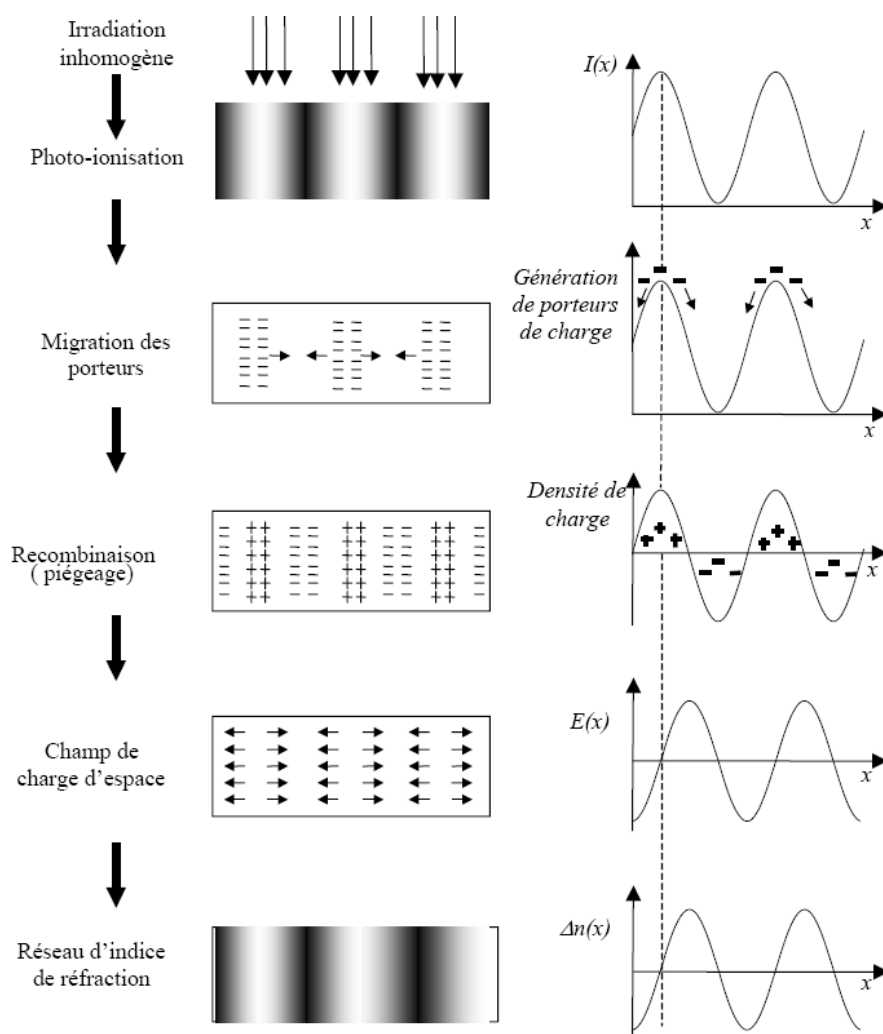 Irradiation
inhomogène
I(x)
Photo-ionisation
x
Génération
de porteurs
de charge
Migration des
porteurs
x
Densité de
charge
Recombinaison
( piégeage)
x
E(x)
Champ de
charge d’espace
x
Δn(x)
Réseau d’indice
de réfraction
x